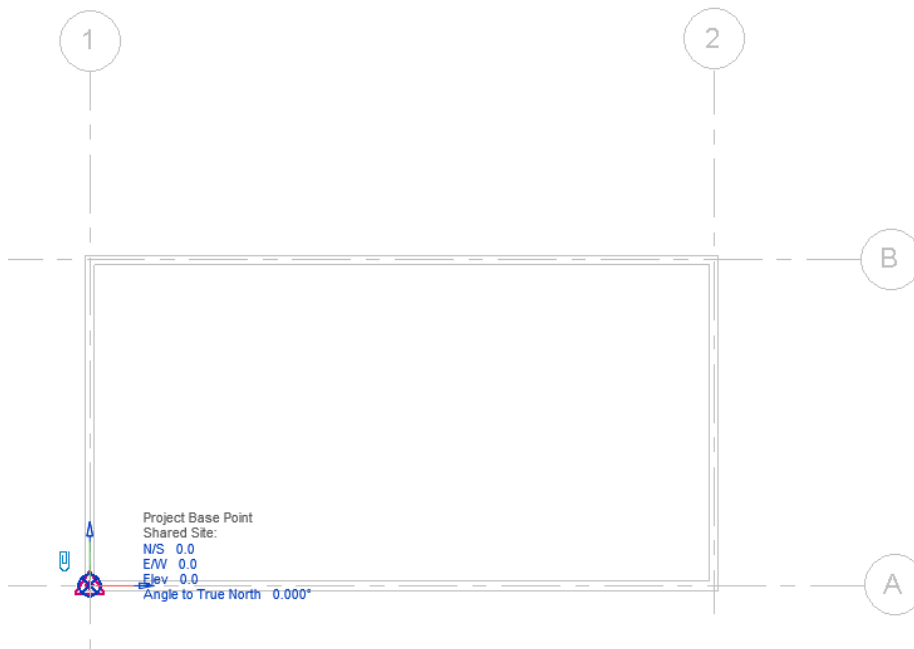 1
2
B
Project Base Point
Shared Site:
N/S 0.0
E/W 0.0
Elev 0.0
Angle to True North 0.000°
A